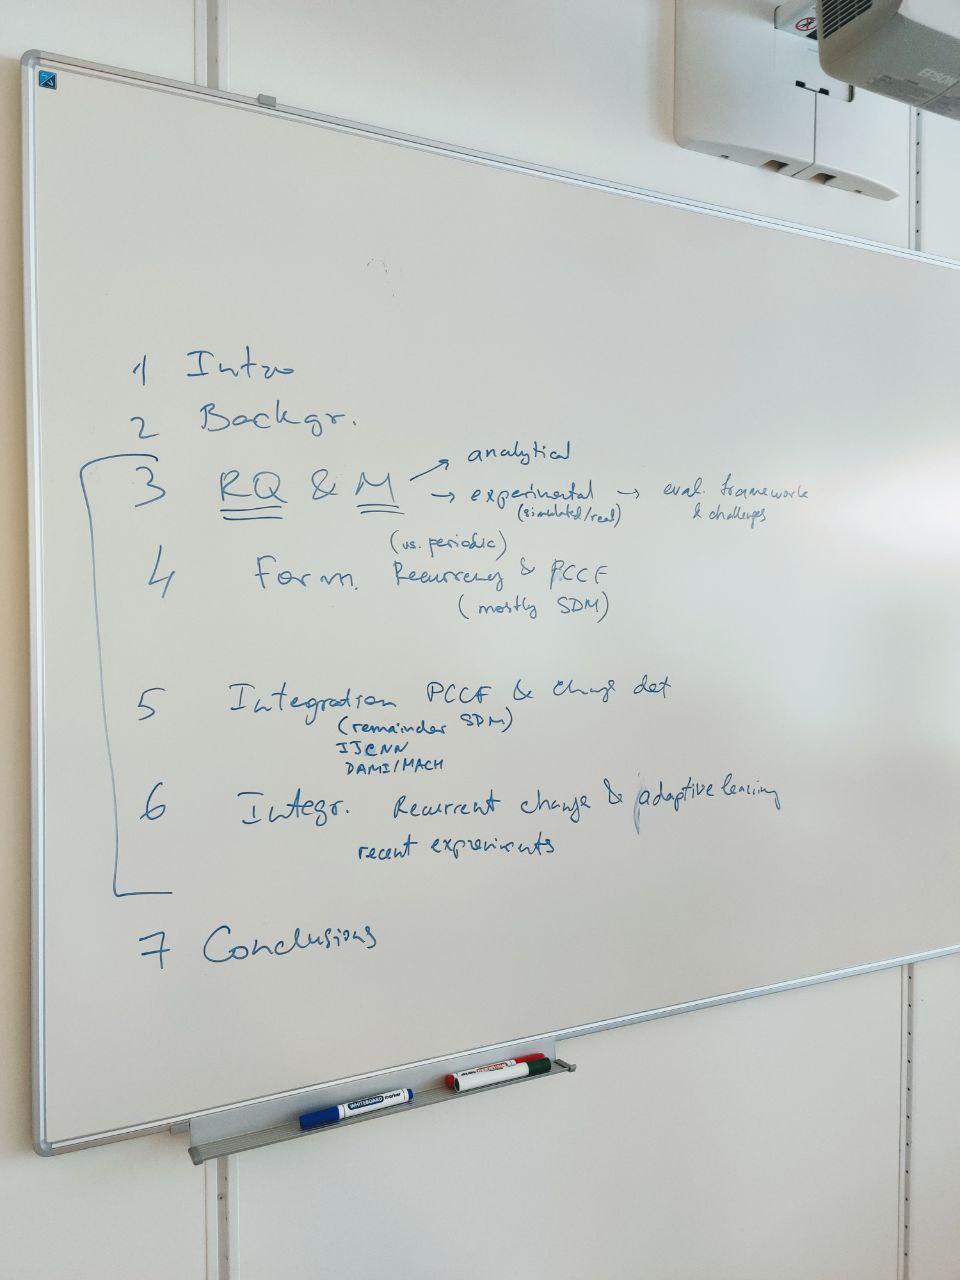 EPSON
1 Intro
2 Backgr.
3 RQ & M → analytical
→ experimental → eval. framework
(simulated/real) & challenges
(vs. periodic)
4 Form. Recurrency & PCCF
(mostly SDM)
5 Integration PCCF & change det
(remainder SDM)
IJCNN
DAMI/MACH
6 Integr. Recurrent change & adaptive learning
recent experiments
7 Conclusions
WHITEBOARD marker